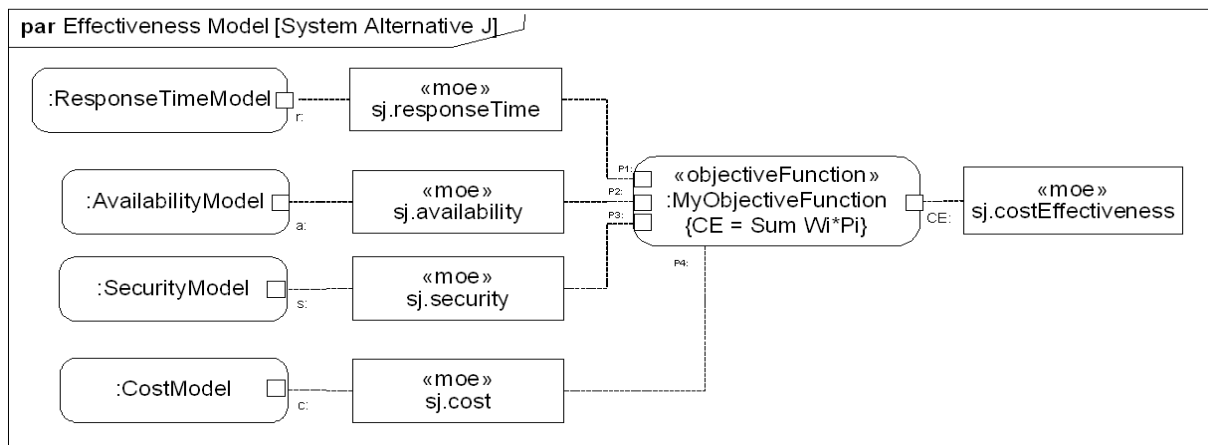 par Effectiveness Model [System Alternative J]
:ResponseTimeModel
r:
«moe»
sj.responseTime
:AvailabilityModel
a:
«moe»
sj.availability
:SecurityModel
s:
«moe»
sj.security
:CostModel
c:
«moe»
sj.cost
P1:
P2:
P3:
P4:
«objectiveFunction»
:MyObjectiveFunction
{CE = Sum Wi*Pi}
CE:
«moe»
sj.costEffectiveness